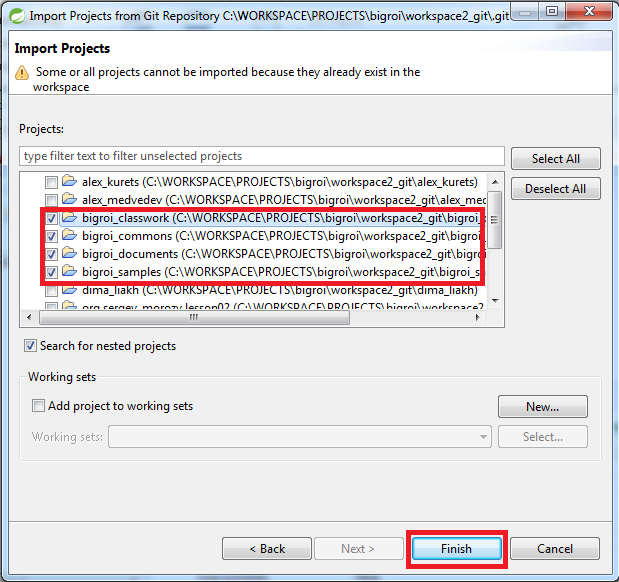 Import Projects from Git Repository C:\WORKSPACE\PROJECTS\bigroi\workspace2_git\.git
Import Projects
Some or all projects cannot be imported because they already exist in the
workspace
Projects:
type filter text to filter unselected projects
Select All
Deselect All
alex_kurets (C:\WORKSPACE\PROJECTS\bigroi\workspace2_git\alex_kurets)
alex_medvedev (C:\WORKSPACE\PROJECTS\bigroi\workspace2_git\alex_med
bigroi_classwork (C:\WORKSPACE\PROJECTS\bigroi\workspace2_git\bigroi_
bigroi_commons (C:\WORKSPACE\PROJECTS\bigroi\workspace2_git\bigroi_
bigroi_documents (C:\WORKSPACE\PROJECTS\bigroi\workspace2_git\bigroi
bigroi_samples (C:\WORKSPACE\PROJECTS\bigroi\workspace2_git\bigroi_s
dima_liakh (C:\WORKSPACE\PROJECTS\bigroi\workspace2_git\dima_liakh)
org.sergey_morozy.lesson02 (C:\WORKSPACE\PROJECTS\bigroi\workspace2
Search for nested projects
Working sets
Add project to working sets
New...
Working sets:
Select...
< Back
Next >
Finish
Cancel